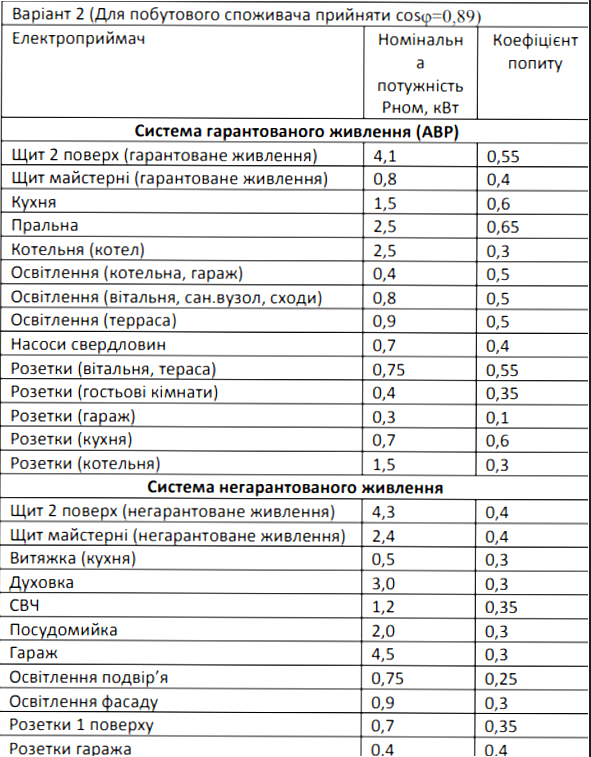 Варіант 2 (Для побутового споживача прийняти cosφ=0,89)
Електроприймач Номінальн Коефіцієнт
а попиту
потужність
Рном, кВт
Система гарантованого живлення (АВР)
Щит 2 поверх (гарантоване живлення) 4,1 0,55
Щит майстерні (гарантоване живлення) 0,8 0,4
Кухня 1,5 0,6
Пральна 2,5 0,65
Котельня (котел) 2,5 0,3
Освітлення (котельна, гараж) 0,4 0,5
Освітлення (вітальня, сан.вузол, сходи) 0,8 0,5
Освітлення (терраса) 0,9 0,5
Насоси свердловин 0,7 0,4
Розетки (вітальня, тераса) 0,75 0,55
Розетки (гостьові кімнати) 0,4 0,35
Розетки (гараж) 0,3 0,1
Розетки (кухня) 0,7 0,6
Розетки (котельня) 1,5 0,3
Система негарантованого живлення
Щит 2 поверх (негарантоване живлення) 4,3 0,4
Щит майстерні (негарантоване живлення) 2,4 0,4
Витяжка (кухня) 0,5 0,3
Духовка 3,0 0,3
СВЧ 1,2 0,35
Посудомийка 2,0 0,3
Гараж 4,5 0,3
Освітлення подвір’я 0,75 0,25
Освітлення фасаду 0,9 0,3
Розетки 1 поверху 0,7 0,35
Розетки гаража 0,4 0,4